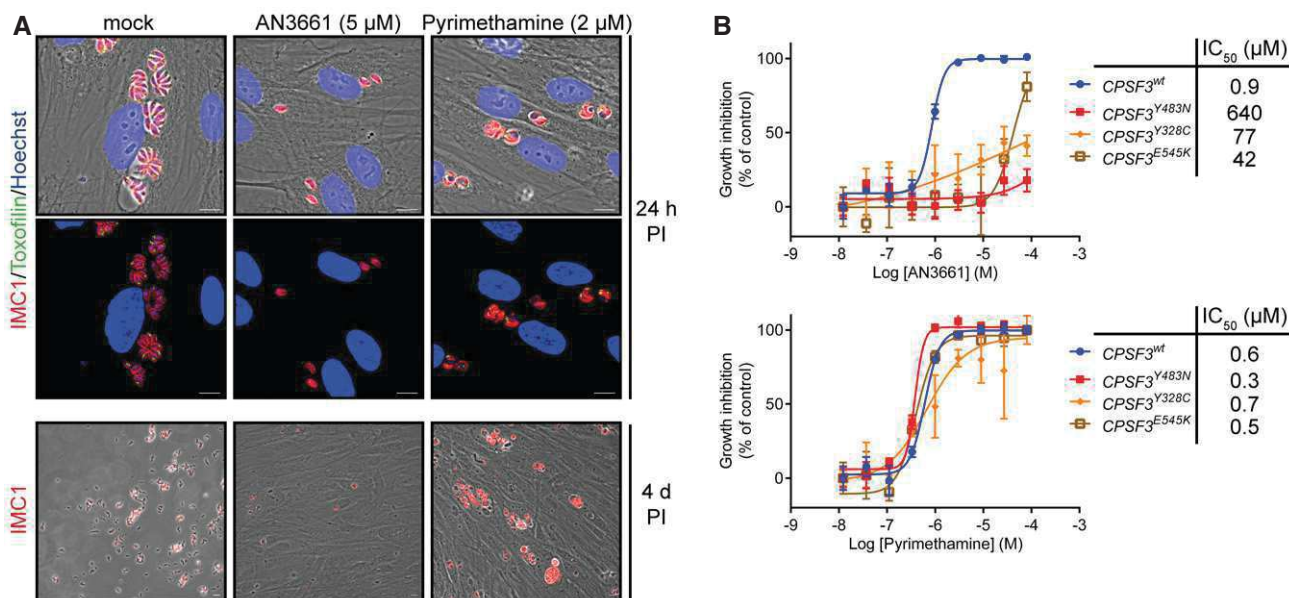 A
mock
AN3661 (5 µM)
Pyrimethamine (2 µM)
IMC1/Toxofilin/Hoechst
24 h
PI
IMC1
4 d
PI
B
Growth inhibition
(% of control)
100
50
0
-9 -8 -7 -6 -5 -4 -3
Log [AN3661] (M)
IC50 (µM)
CPSF3wt 0.9
CPSF3Y483N 640
CPSF3Y328C 77
CPSF3E545K 42
Growth inhibition
(% of control)
100
50
0
-9 -8 -7 -6 -5 -4 -3
Log [Pyrimethamine] (M)
IC50 (µM)
CPSF3wt 0.6
CPSF3Y483N 0.3
CPSF3Y328C 0.7
CPSF3E545K 0.5